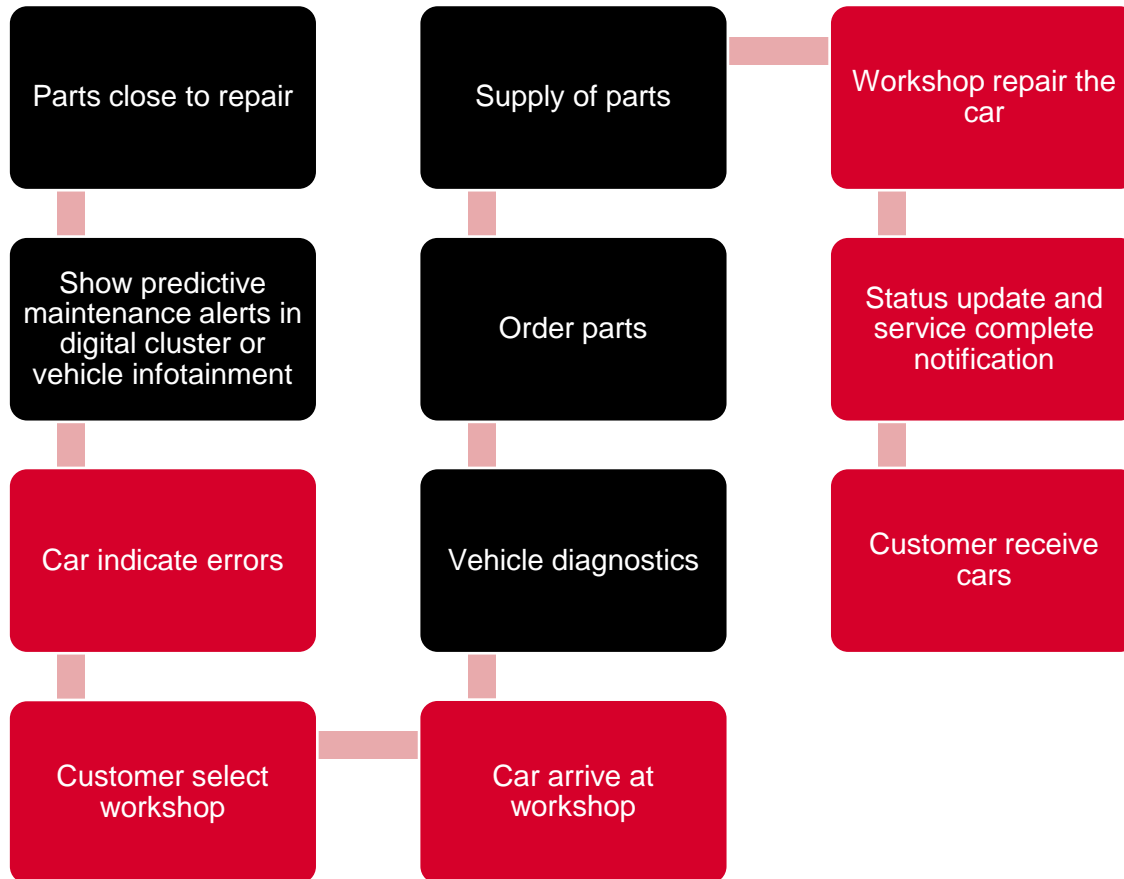 Parts close to repair
Show predictive
maintenance alerts in
digital cluster or
vehicle infotainment
Car indicate errors
Customer select
workshop
Car arrive at
workshop
Vehicle diagnostics
Order parts
Supply of parts
Workshop repair the
car
Status update and
service complete
notification
Customer receive
cars